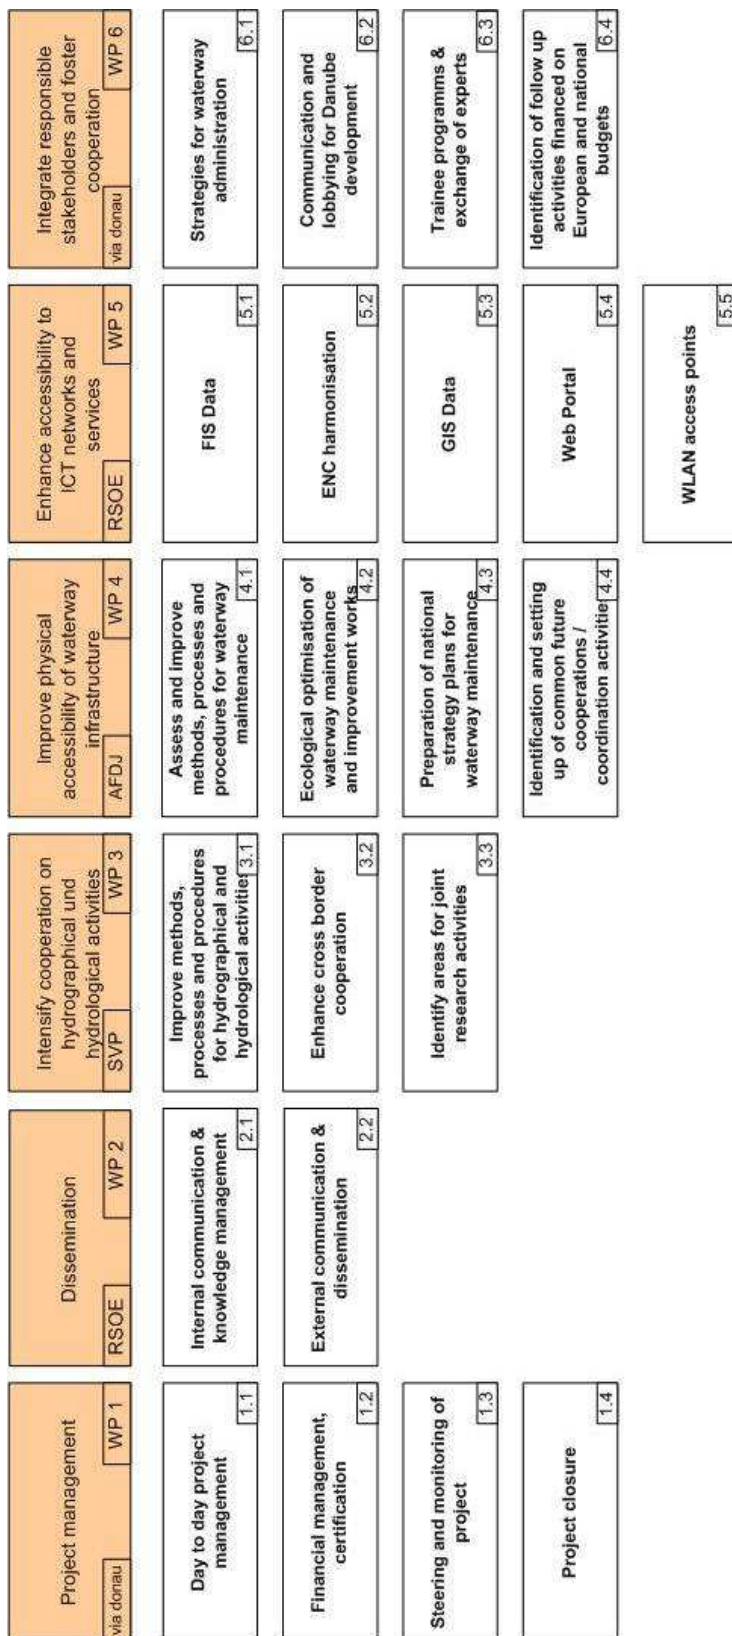 Project management
via donau
WP 1
Day to day project
management
1.1
Financial management,
certification
1.2
Steering and monitoring of
project
1.3
Project closure
1.4
Dissemination
RSOE
WP 2
Internal communication &
knowledge management
2.1
External communication &
dissemination
2.2
Intensify cooperation on
hydrographical und
hydrological activities
SVP
WP 3
Improve methods,
processes and procedures
for hydrographical and
hydrological activities
3.1
Enhance cross border
cooperation
3.2
Identify areas for joint
research activities
3.3
Improve physical
accessibility of waterway
infrastructure
AFDJ
WP 4
Assess and improve
methods, processes and
procedures for waterway
maintenance
4.1
Ecological optimisation of
waterway maintenance
and improvement works
4.2
Preparation of national
strategy plans for
waterway maintenance
4.3
Identification and setting
up of common future
cooperations /
coordination activitie
4.4
Enhance accessibility to
ICT networks and
services
RSOE
WP 5
FIS Data
5.1
ENC harmonisation
5.2
GIS Data
5.3
Web Portal
5.4
WLAN access points
5.5
Integrate responsible
stakeholders and foster
cooperation
via donau
WP 6
Strategies for waterway
administration
6.1
Communication and
lobbying for Danube
development
6.2
Trainee programms &
exchange of experts
6.3
Identification of follow up
activities financed on
European and national
budgets
6.4